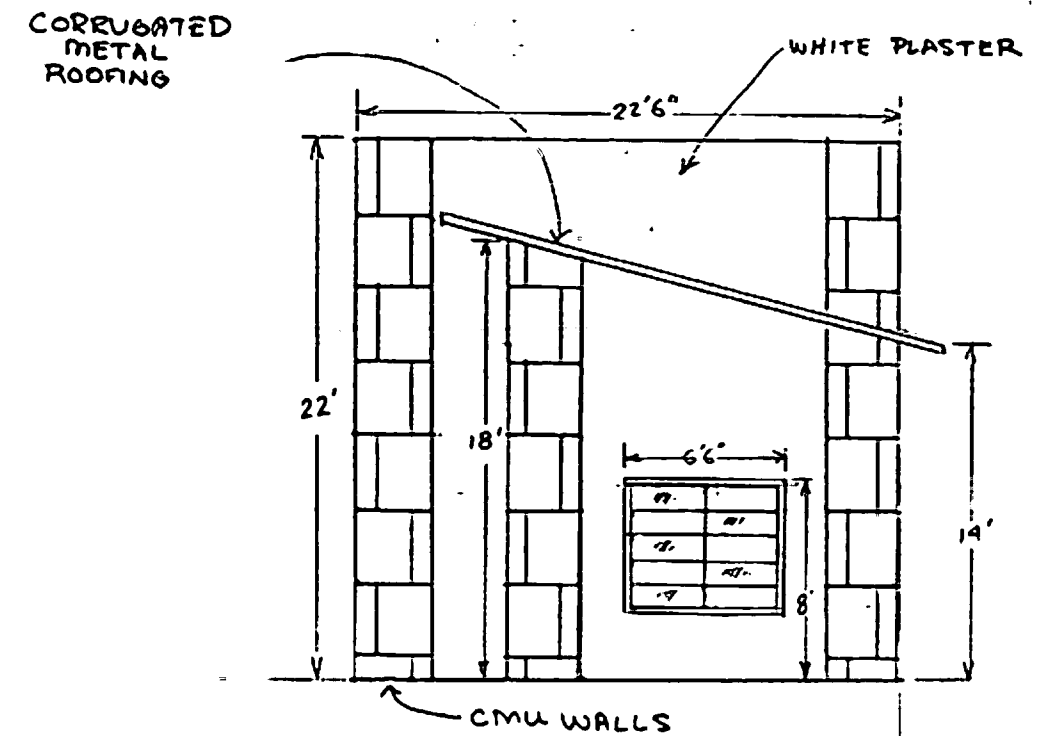 CORRUGATED
METAL
ROOFING
WHITE PLASTER
22'6"
22'
18'
6'6"
14'
8'
CMU WALLS